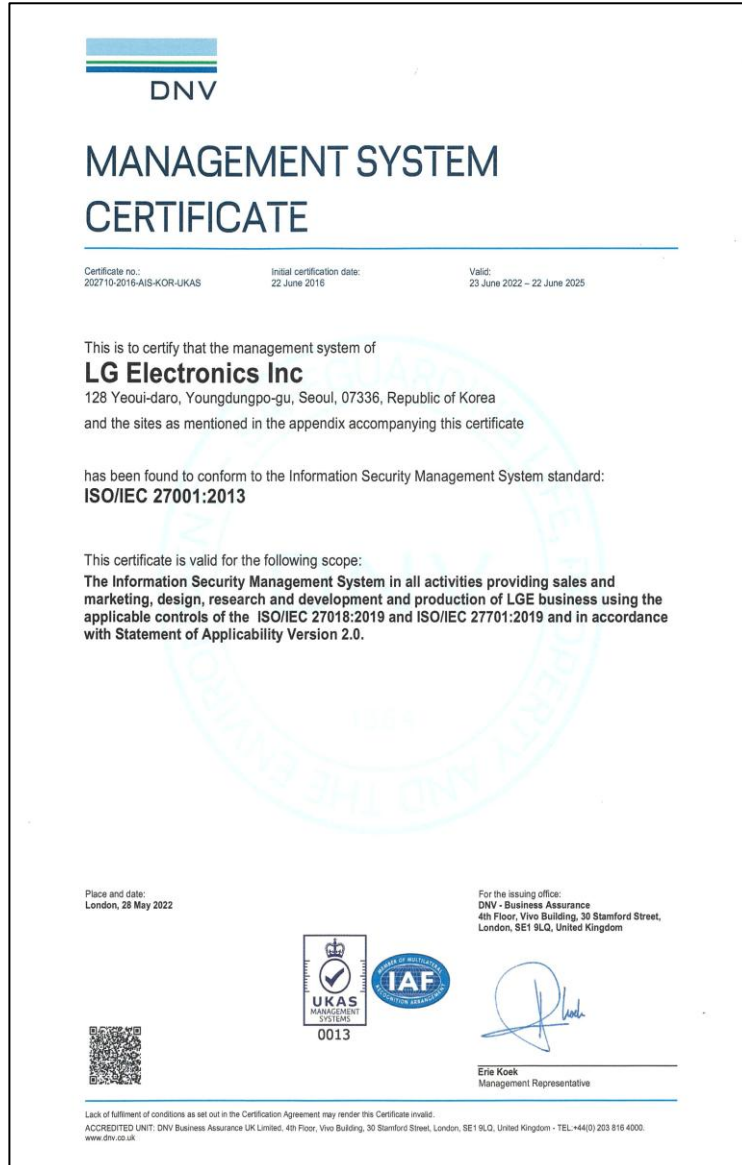 DNV
MANAGEMENT SYSTEM
CERTIFICATE
Certificate no.:
202710-2016-AIS-KOR-UKAS
Initial certification date:
22 June 2016
Valid:
23 June 2022 – 22 June 2025
This is to certify that the management system of
LG Electronics Inc
128 Yeoui-daro, Youngdungpo-gu, Seoul, 07336, Republic of Korea
and the sites as mentioned in the appendix accompanying this certificate
has been found to conform to the Information Security Management System standard:
ISO/IEC 27001:2013
This certificate is valid for the following scope:
The Information Security Management System in all activities providing sales and
marketing, design, research and development and production of LGE business using the
applicable controls of the ISO/IEC 27018:2019 and ISO/IEC 27701:2019 and in accordance
with Statement of Applicability Version 2.0.
Place and date:
London, 28 May 2022
For the issuing office:
DNV - Business Assurance
4th Floor, Vivo Building, 30 Stamford Street,
London, SE1 9LQ, United Kingdom
UKAS
MANAGEMENT
SYSTEMS
0013
MEMBER OF MULTILATERAL
IAF
RECOGNITION ARRANGEMENT
Erie Koek
Management Representative
Lack of fulfilment of conditions as set out in the Certification Agreement may render this Certificate invalid.
ACCREDITED UNIT: DNV Business Assurance UK Limited, 4th Floor, Vivo Building, 30 Stamford Street, London, SE1 9LQ, United Kingdom - TEL:+44(0) 203 816 4000.
www.dnv.co.uk